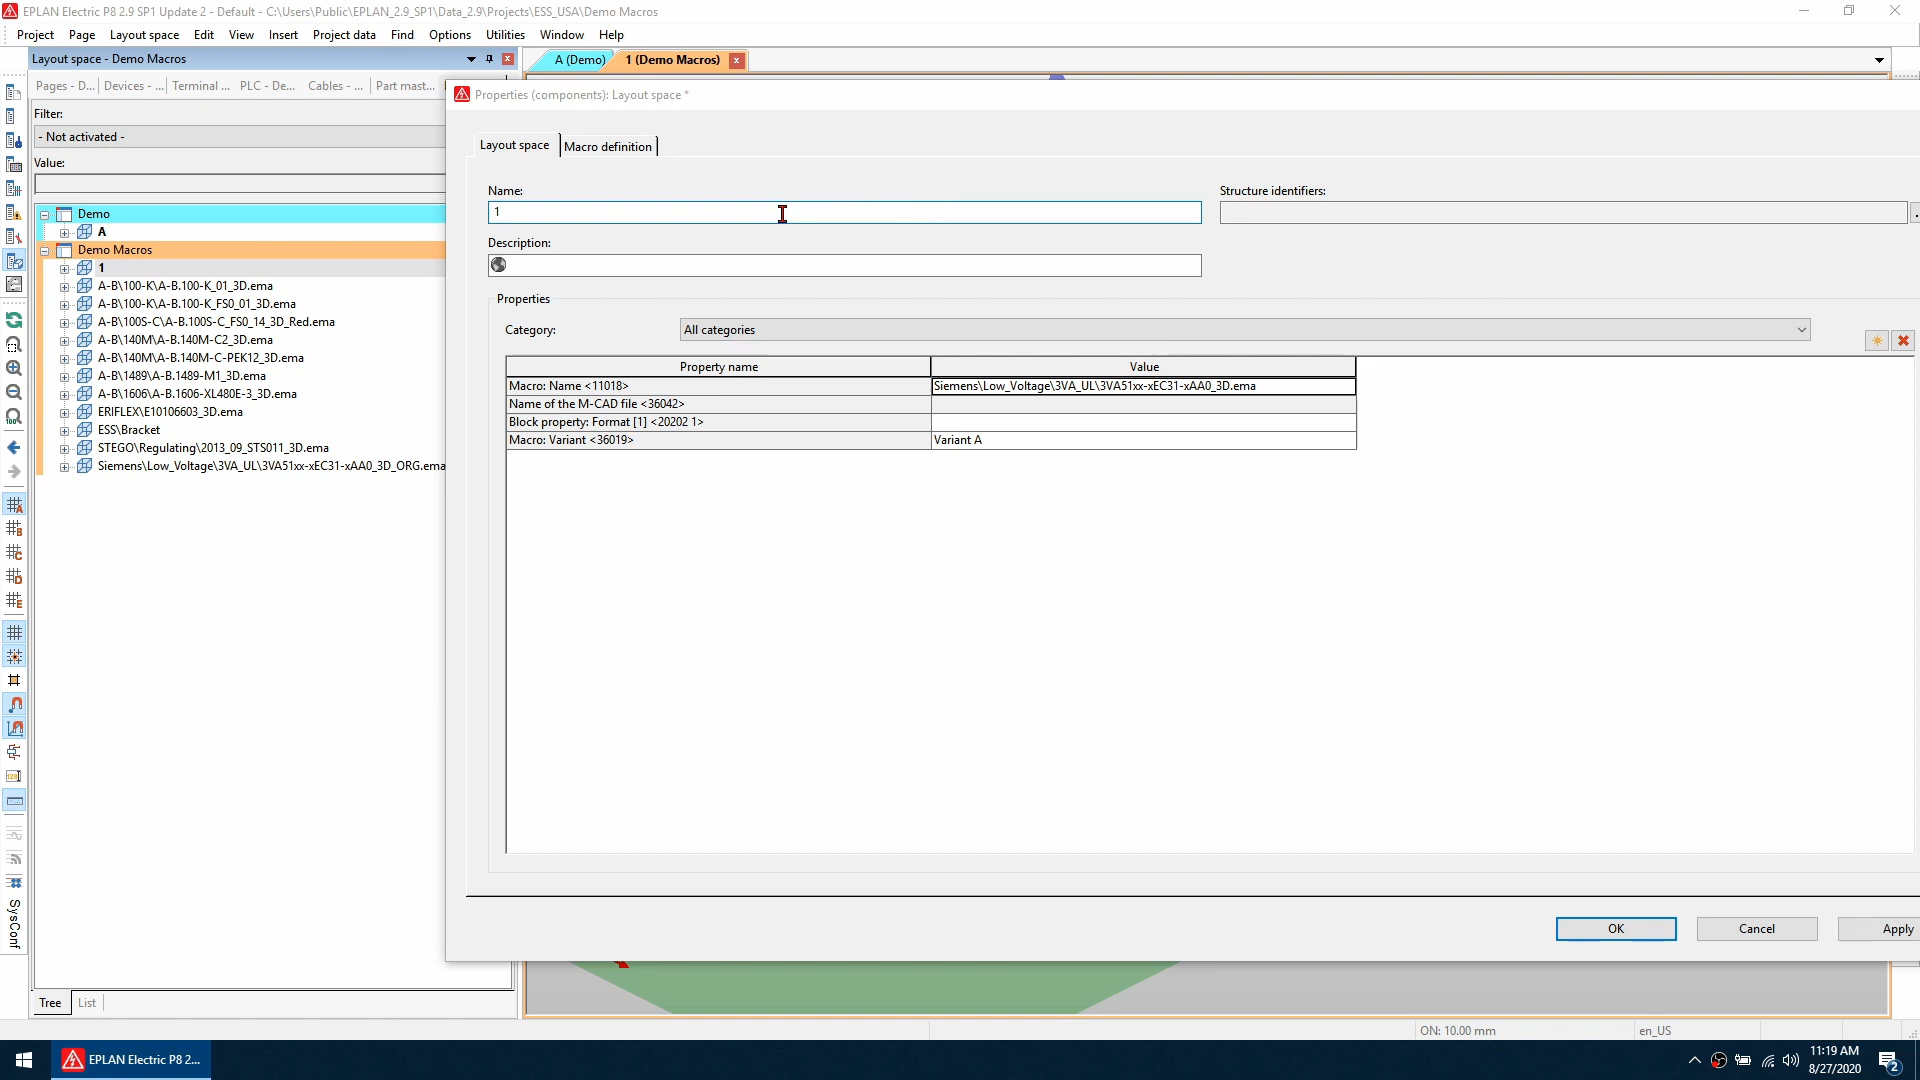 EPLAN Electric P8 2.9 SP1 Update 2 - Default - C:\Users\Public\EPLAN_2.9_SP1\Data_2.9\Projects\ESS_USA\Demo Macros
Project Page Layout space Edit View Insert Project data Find Options Utilities Window Help
Layout space - Demo Macros
A (Demo) 1 (Demo Macros)
Pages - D... Devices - ... Terminal ... PLC - De... Cables - ... Part mast...
Properties (components): Layout space *
Filter:
- Not activated -
Value:
Layout space Macro definition
Name: Structure identifiers:
1
Description:
Properties
Category: All categories
Property name Value
Macro: Name <11018> Siemens\Low_Voltage\3VA_UL\3VA51xx-xEC31-xAA0_3D.ema
Name of the M-CAD file <36042>
Block property: Format [1] <20202 1>
Macro: Variant <36019> Variant A
Demo
A
Demo Macros
1
A-B\100-K\A-B.100-K_01_3D.ema
A-B\100-K\A-B.100-K_FS0_01_3D.ema
A-B\100S-C\A-B.100S-C_FS0_14_3D_Red.ema
A-B\140M\A-B.140M-C2_3D.ema
A-B\140M\A-B.140M-C-PEK12_3D.ema
A-B\1489\A-B.1489-M1_3D.ema
A-B\1606\A-B.1606-XL480E-3_3D.ema
ERIFLEX\E10106603_3D.ema
ESS\Bracket
STEGO\Regulating\2013_09_STS011_3D.ema
Siemens\Low_Voltage\3VA_UL\3VA51xx-xEC31-xAA0_3D_ORG.ema
SysConf
OK Cancel Apply
Tree List
ON: 10.00 mm en_US
EPLAN Electric P8 2...
11:19 AM
8/27/2020
2